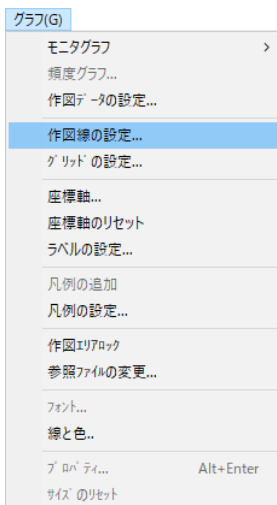 グラフ(G)
モニタグラフ >
頻度グラフ...
作図ﾃﾞｰﾀの設定...
作図線の設定...
ｸﾞﾘｯﾄﾞの設定...
座標軸...
座標軸のリセット
ラベルの設定...
凡例の追加
凡例の設定...
作図ｴﾘｱﾛｯｸ
参照ﾌｧｲﾙの変更...
ﾌｫﾝﾄ...
線と色..
ﾌﾟﾛﾊﾟﾃｨ... Alt+Enter
ｻｲｽﾞのリセット